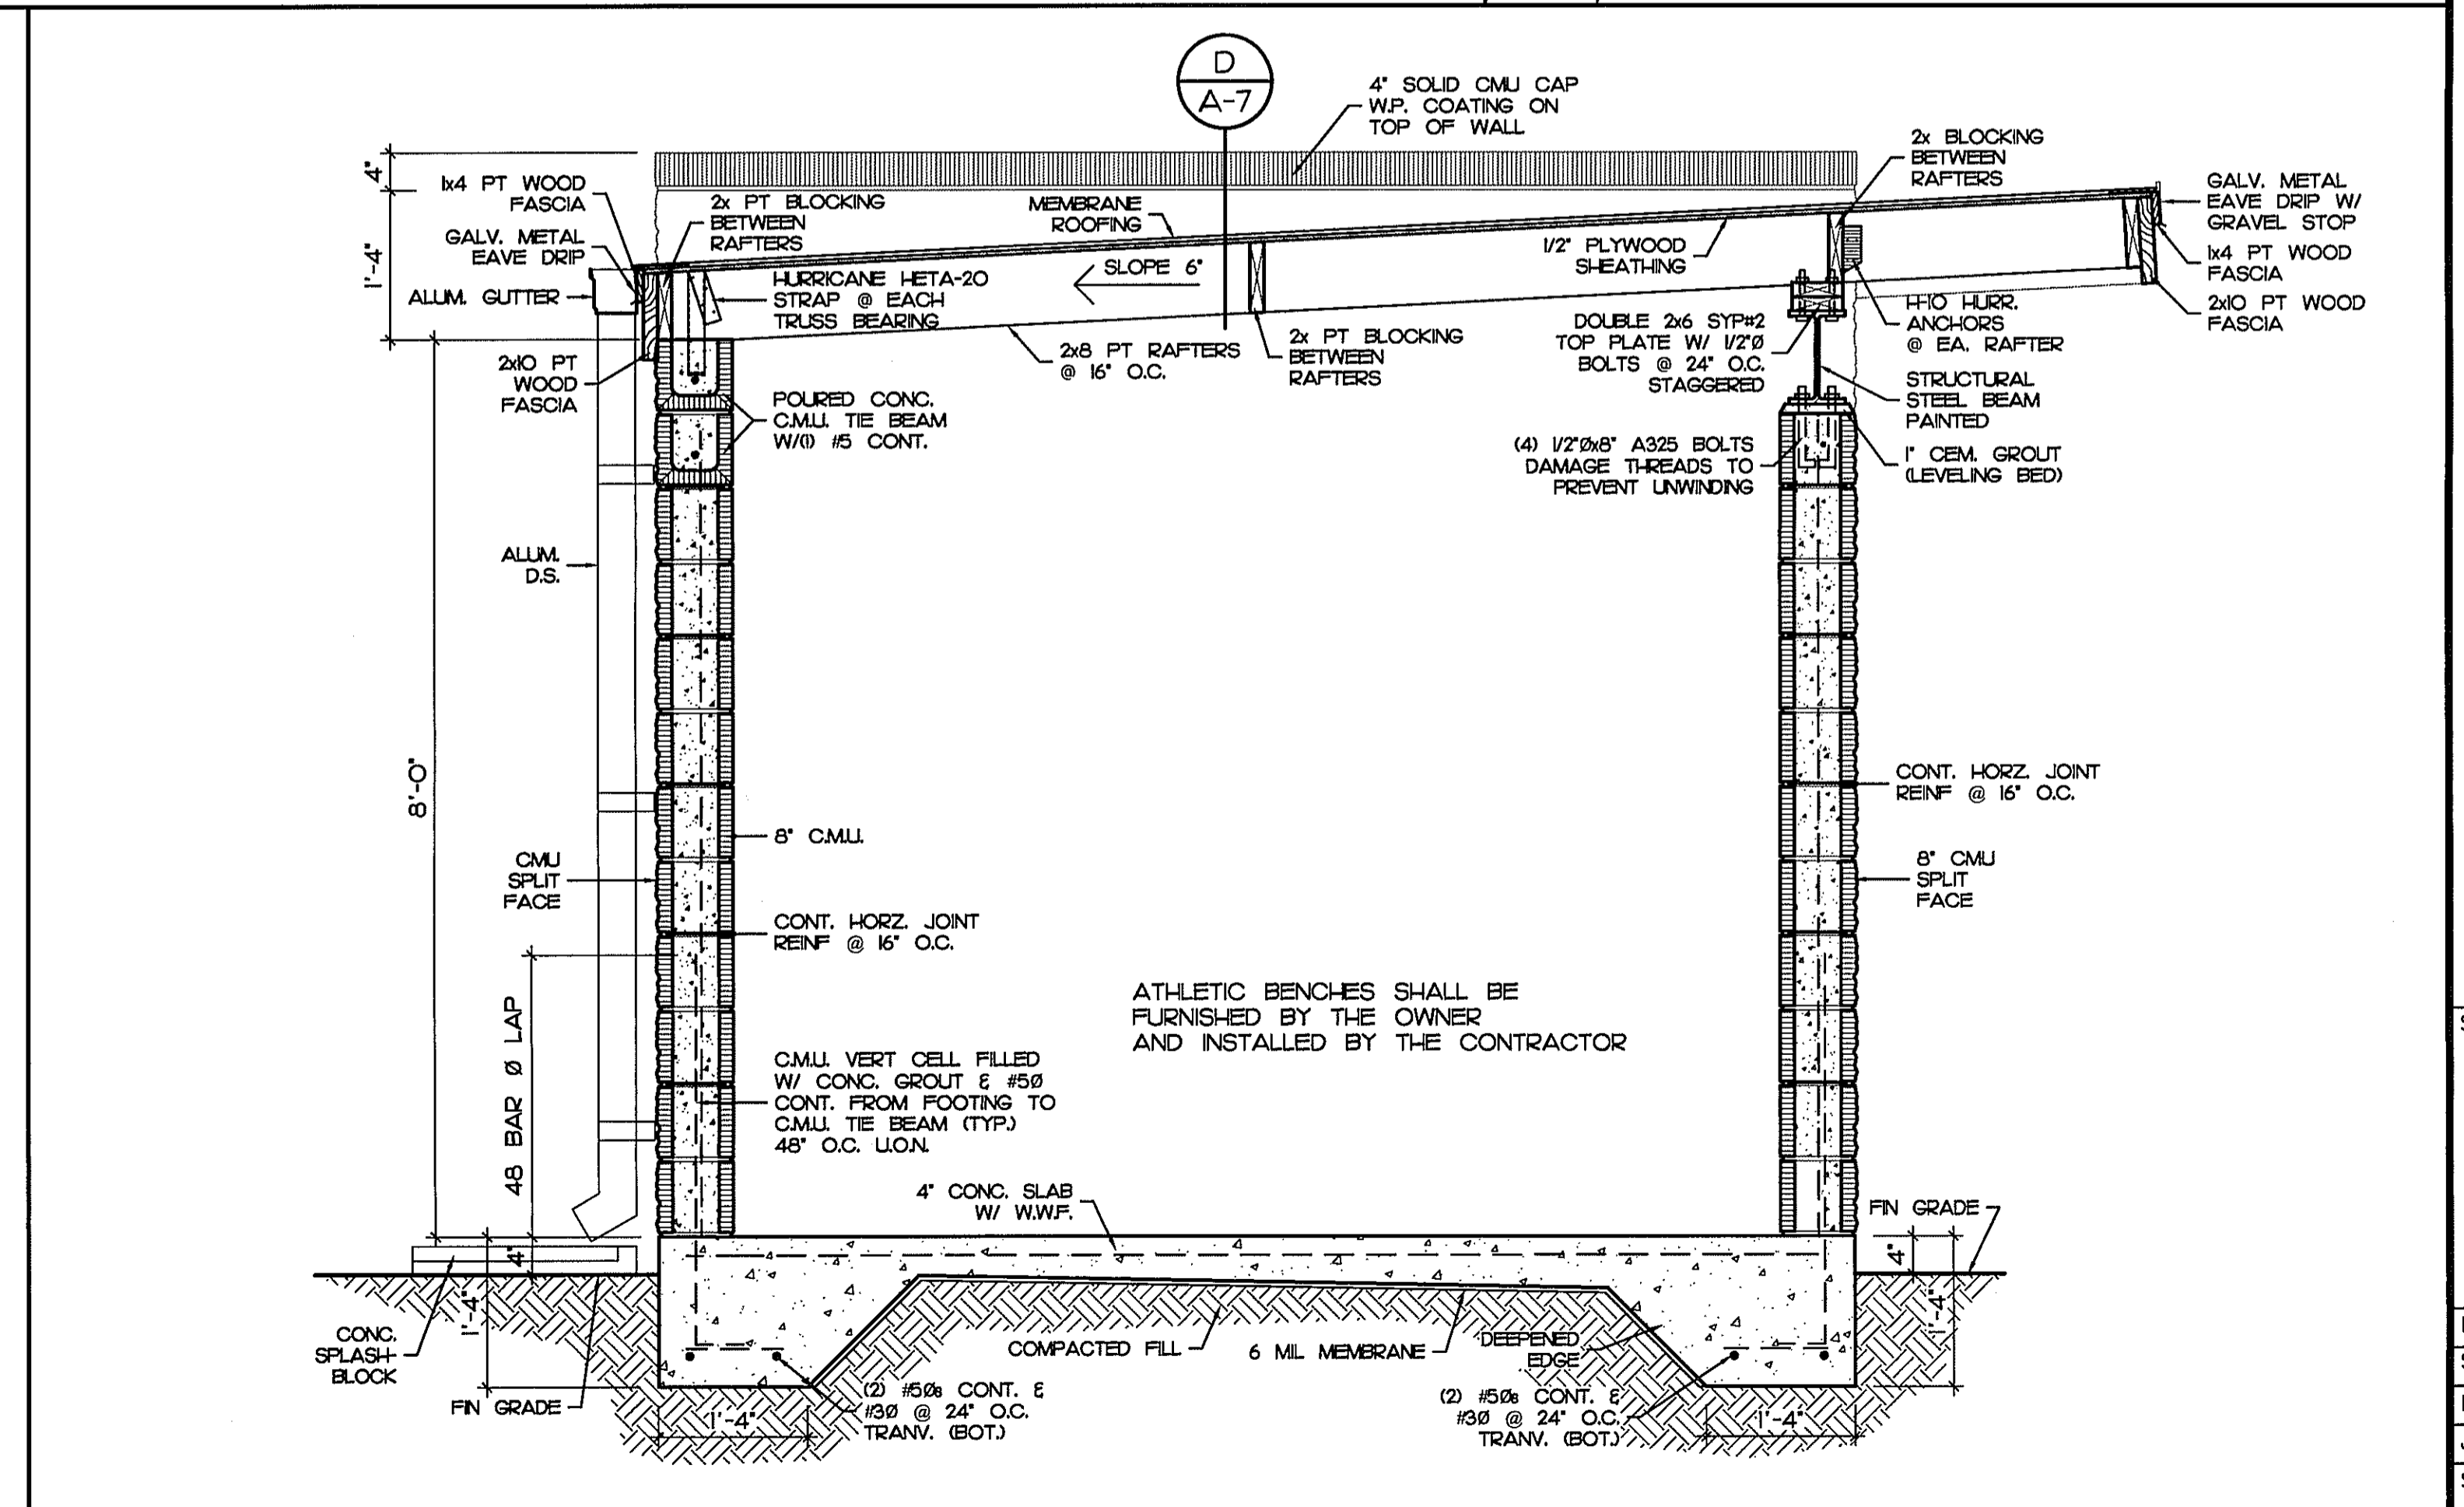 D
A-7
4" SOLID CMU CAP
W.P. COATING ON
TOP OF WALL
2x BLOCKING
BETWEEN
RAFTERS
4"
1x4 PT WOOD
FASCIA
GALV. METAL
EAVE DRIP
ALUM. GUTTER
1'-4"
2x PT BLOCKING
BETWEEN
RAFTERS
MEMBRANE
ROOFING
SLOPE 6"
1/2" PLYWOOD
SHEATHING
GALV. METAL
EAVE DRIP W/
GRAVEL STOP
1x4 PT WOOD
FASCIA
2x10 PT WOOD
FASCIA
HURRICANE HETA-20
STRAP @ EACH
TRUSS BEARING
2x10 PT
WOOD
FASCIA
2x8 PT RAFTERS
@ 16" O.C.
2x PT BLOCKING
BETWEEN
RAFTERS
DOUBLE 2x6 SYP#2
TOP PLATE W/ 1/2"Ø
BOLTS @ 24" O.C.
STAGGERED
H-10 HURR.
ANCHORS
@ EA. RAFTER
STRUCTURAL
STEEL BEAM
PAINTED
POURED CONC.
C.M.U. TIE BEAM
W/(1) #5 CONT.
(4) 1/2"Øx8" A325 BOLTS
DAMAGE THREADS TO
PREVENT UNWINDING
1" CEM. GROUT
(LEVELING BED)
ALUM.
D.S.
8'-0"
8" C.M.U.
CMU
SPLIT
FACE
CONT. HORZ. JOINT
REINF @ 16" O.C.
CONT. HORZ. JOINT
REINF @ 16" O.C.
8" CMU
SPLIT
FACE
48 BAR Ø LAP
ATHLETIC BENCHES SHALL BE
FURNISHED BY THE OWNER
AND INSTALLED BY THE CONTRACTOR
C.M.U. VERT CELL FILLED
W/ CONC. GROUT & #5Ø
CONT. FROM FOOTING TO
C.M.U. TIE BEAM (TYP.)
48" O.C. U.O.N.
4" CONC. SLAB
W/ W.W.F.
FIN GRADE
4"
1'-4"
4"
1'-4"
CONC.
SPLASH
BLOCK
FIN GRADE
COMPACTED FILL
6 MIL MEMBRANE
DEEPENED
EDGE
(2) #5Øs CONT. &
#3Ø @ 24" O.C.
TRANV. (BOT.)
1'-4"
(2) #5Øs CONT. &
#3Ø @ 24" O.C.
TRANV. (BOT.)
1'-4"